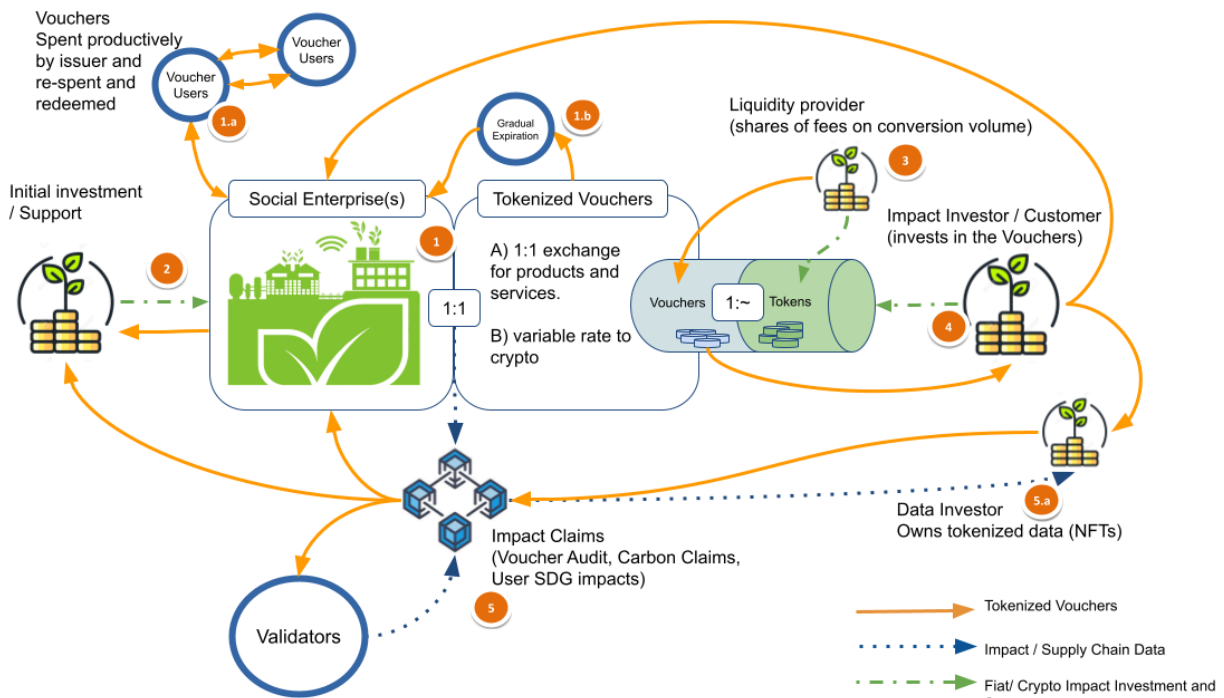 Vouchers
Spent productively
by issuer and
re-spent and
redeemed
Voucher
Users
Voucher
Users
1.a
Gradual
Expiration
1.b
Liquidity provider
(shares of fees on conversion volume)
3
Initial investment
/ Support
2
Social Enterprise(s)
1
Tokenized Vouchers
1:1
A) 1:1 exchange
for products and
services.
B) variable rate to
crypto
Vouchers
1:~
Tokens
Impact Investor / Customer
(invests in the Vouchers)
4
Data Investor
Owns tokenized data (NFTs)
5.a
Impact Claims
(Voucher Audit, Carbon Claims,
User SDG impacts)
5
Validators
Tokenized Vouchers
Impact / Supply Chain Data
Fiat/ Crypto Impact Investment and